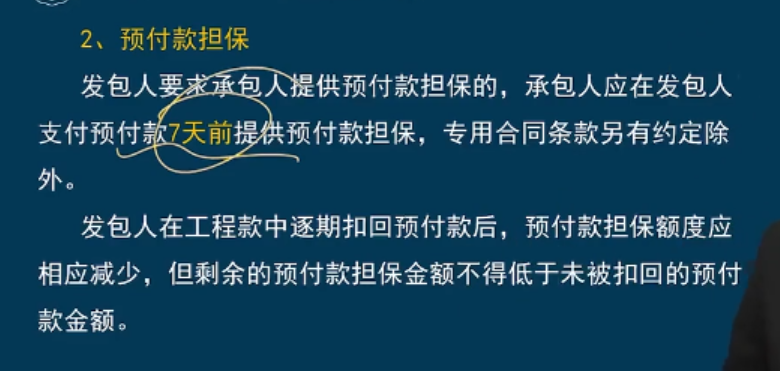 2、预付款担保
发包人要求承包人提供预付款担保的，承包人应在发包人
支付预付款7天前提供预付款担保，专用合同条款另有约定除
外。
发包人在工程款中逐期扣回预付款后，预付款担保额度应
相应减少，但剩余的预付款担保金额不得低于未被扣回的预付
款金额。